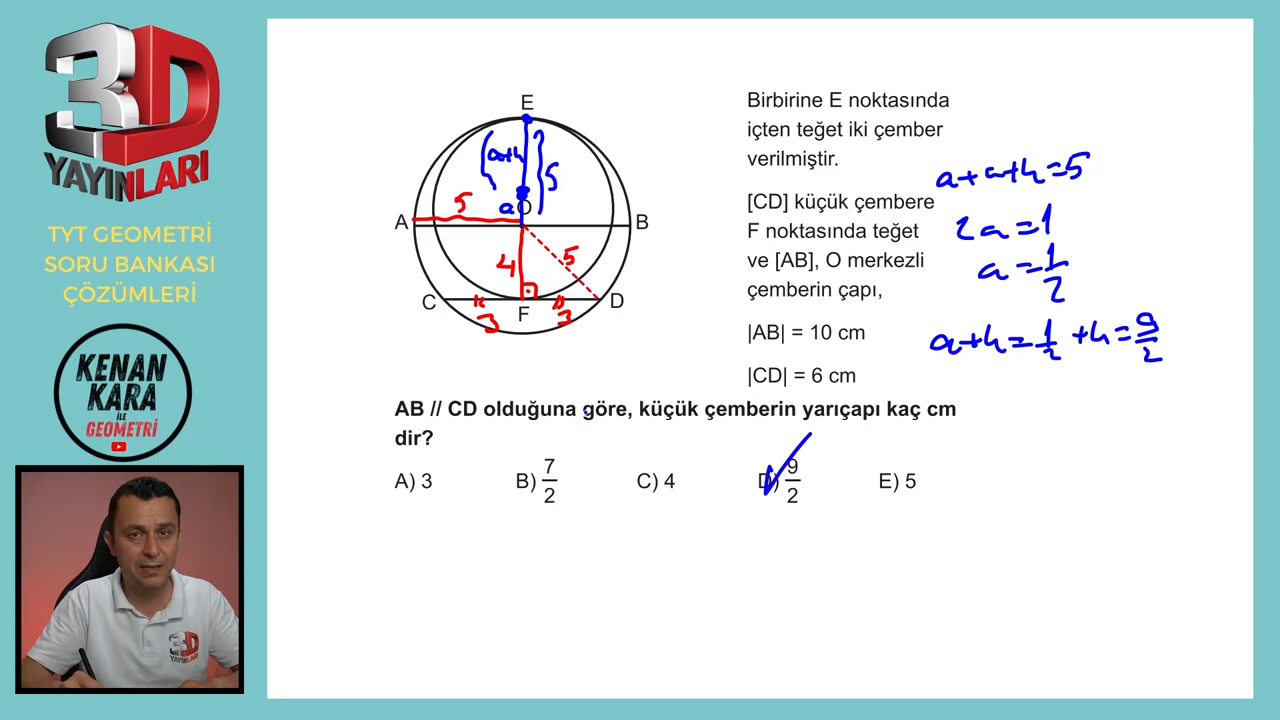 3D
YAYINLARI
TYT GEOMETRİ
SORU BANKASI
ÇÖZÜMLERİ
KENAN
KARA
İLE
GEOMETRİ
3D
YAYINLARI
E
a+4
5
5
a
O
A
B
4
5
C
D
3
F
3
Birbirine E noktasında
içten teğet iki çember
verilmiştir.
[CD] küçük çembere
F noktasında teğet
ve [AB], O merkezli
çemberin çapı,
|AB| = 10 cm
|CD| = 6 cm
a+a+4=5
2a=1
a=1/2
a+4=1/2+4=9/2
AB // CD olduğuna göre, küçük çemberin yarıçapı kaç cm
dir?
A) 3 B) 7/2 C) 4 D) 9/2 E) 5